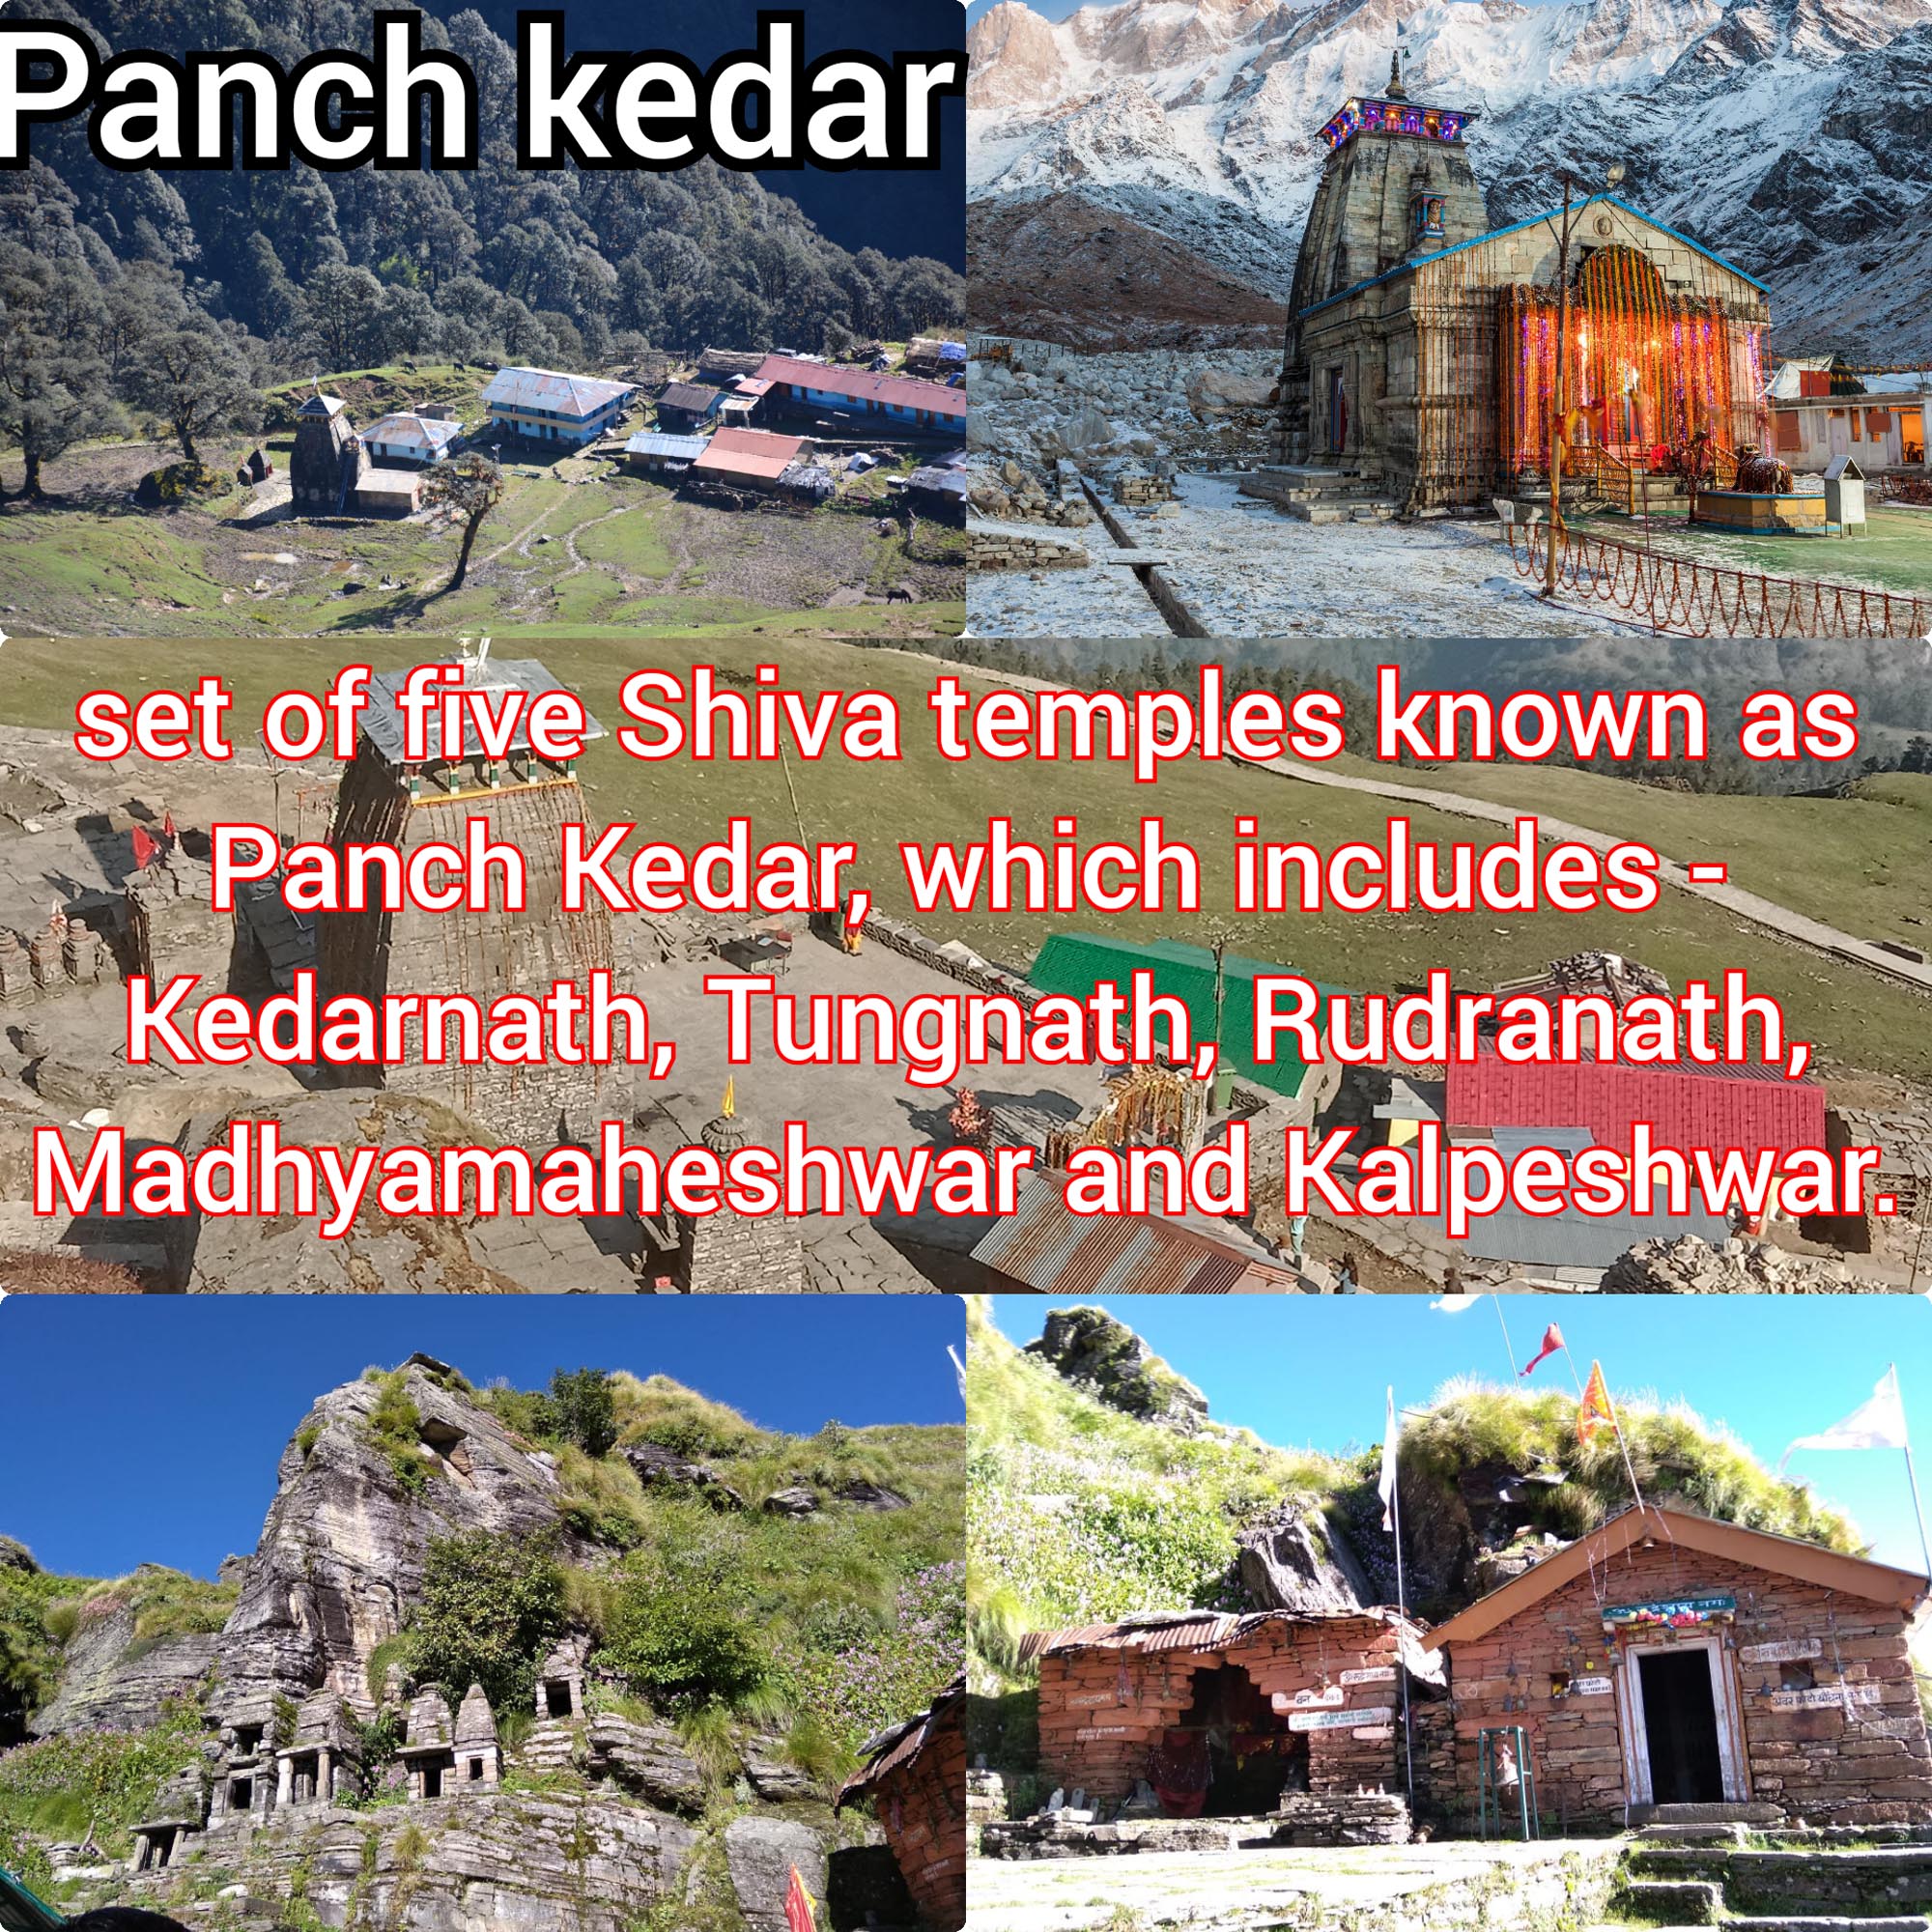 Panch kedar
set of five Shiva temples known as
Panch Kedar, which includes -
Kedarnath, Tungnath, Rudranath,
Madhyamaheshwar and Kalpeshwar.